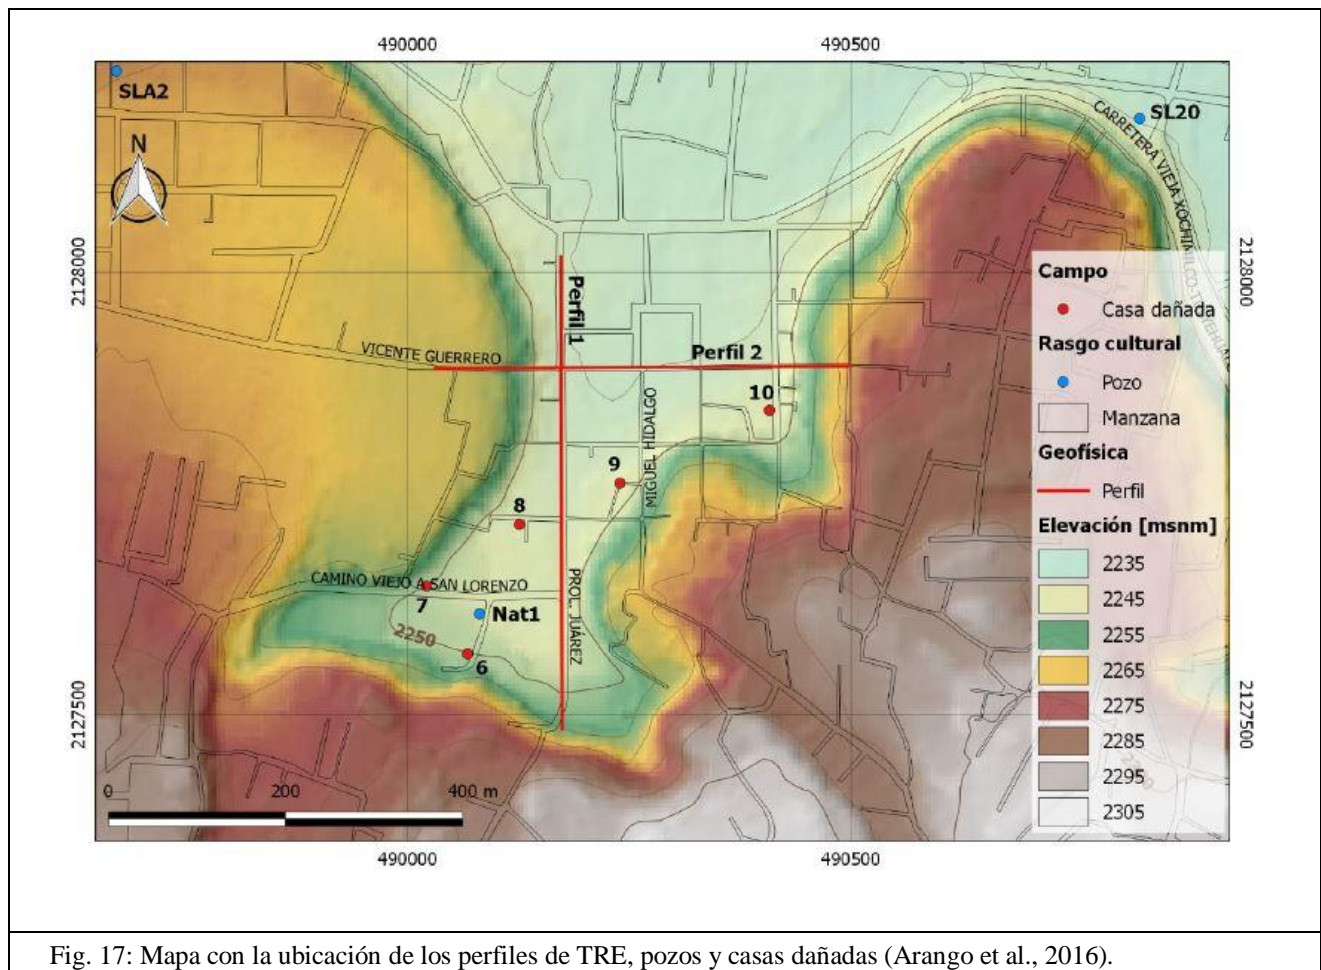 490000
490500
SLA2
SL20
N
CARRETERA VIEJA XOCHIMILCO
2128000
2128000
Campo
Casa dañada
Rasgo cultural
Pozo
Manzana
Geofísica
Perfil
Elevación [msnm]
2235
2245
2255
2265
2275
2285
2295
2305
Perfil 1
VICENTE GUERRERO
Perfil 2
10
MIGUEL HIDALGO
9
8
CAMINO VIEJO A SAN LORENZO
7
Nat1
2250
6
PROL. JUÁREZ
2127500
2127500
0
200
400 m
490000
490500
Fig. 17: Mapa con la ubicación de los perfiles de TRE, pozos y casas dañadas (Arango et al., 2016).